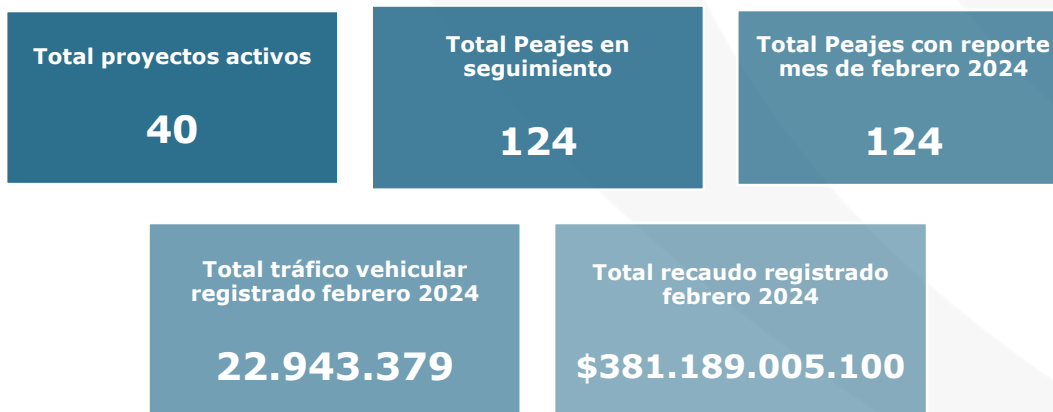 Total proyectos activos
40
Total Peajes en
seguimiento
124
Total Peajes con reporte
mes de febrero 2024
124
Total tráfico vehicular
registrado febrero 2024
22.943.379
Total recaudo registrado
febrero 2024
$381.189.005.100